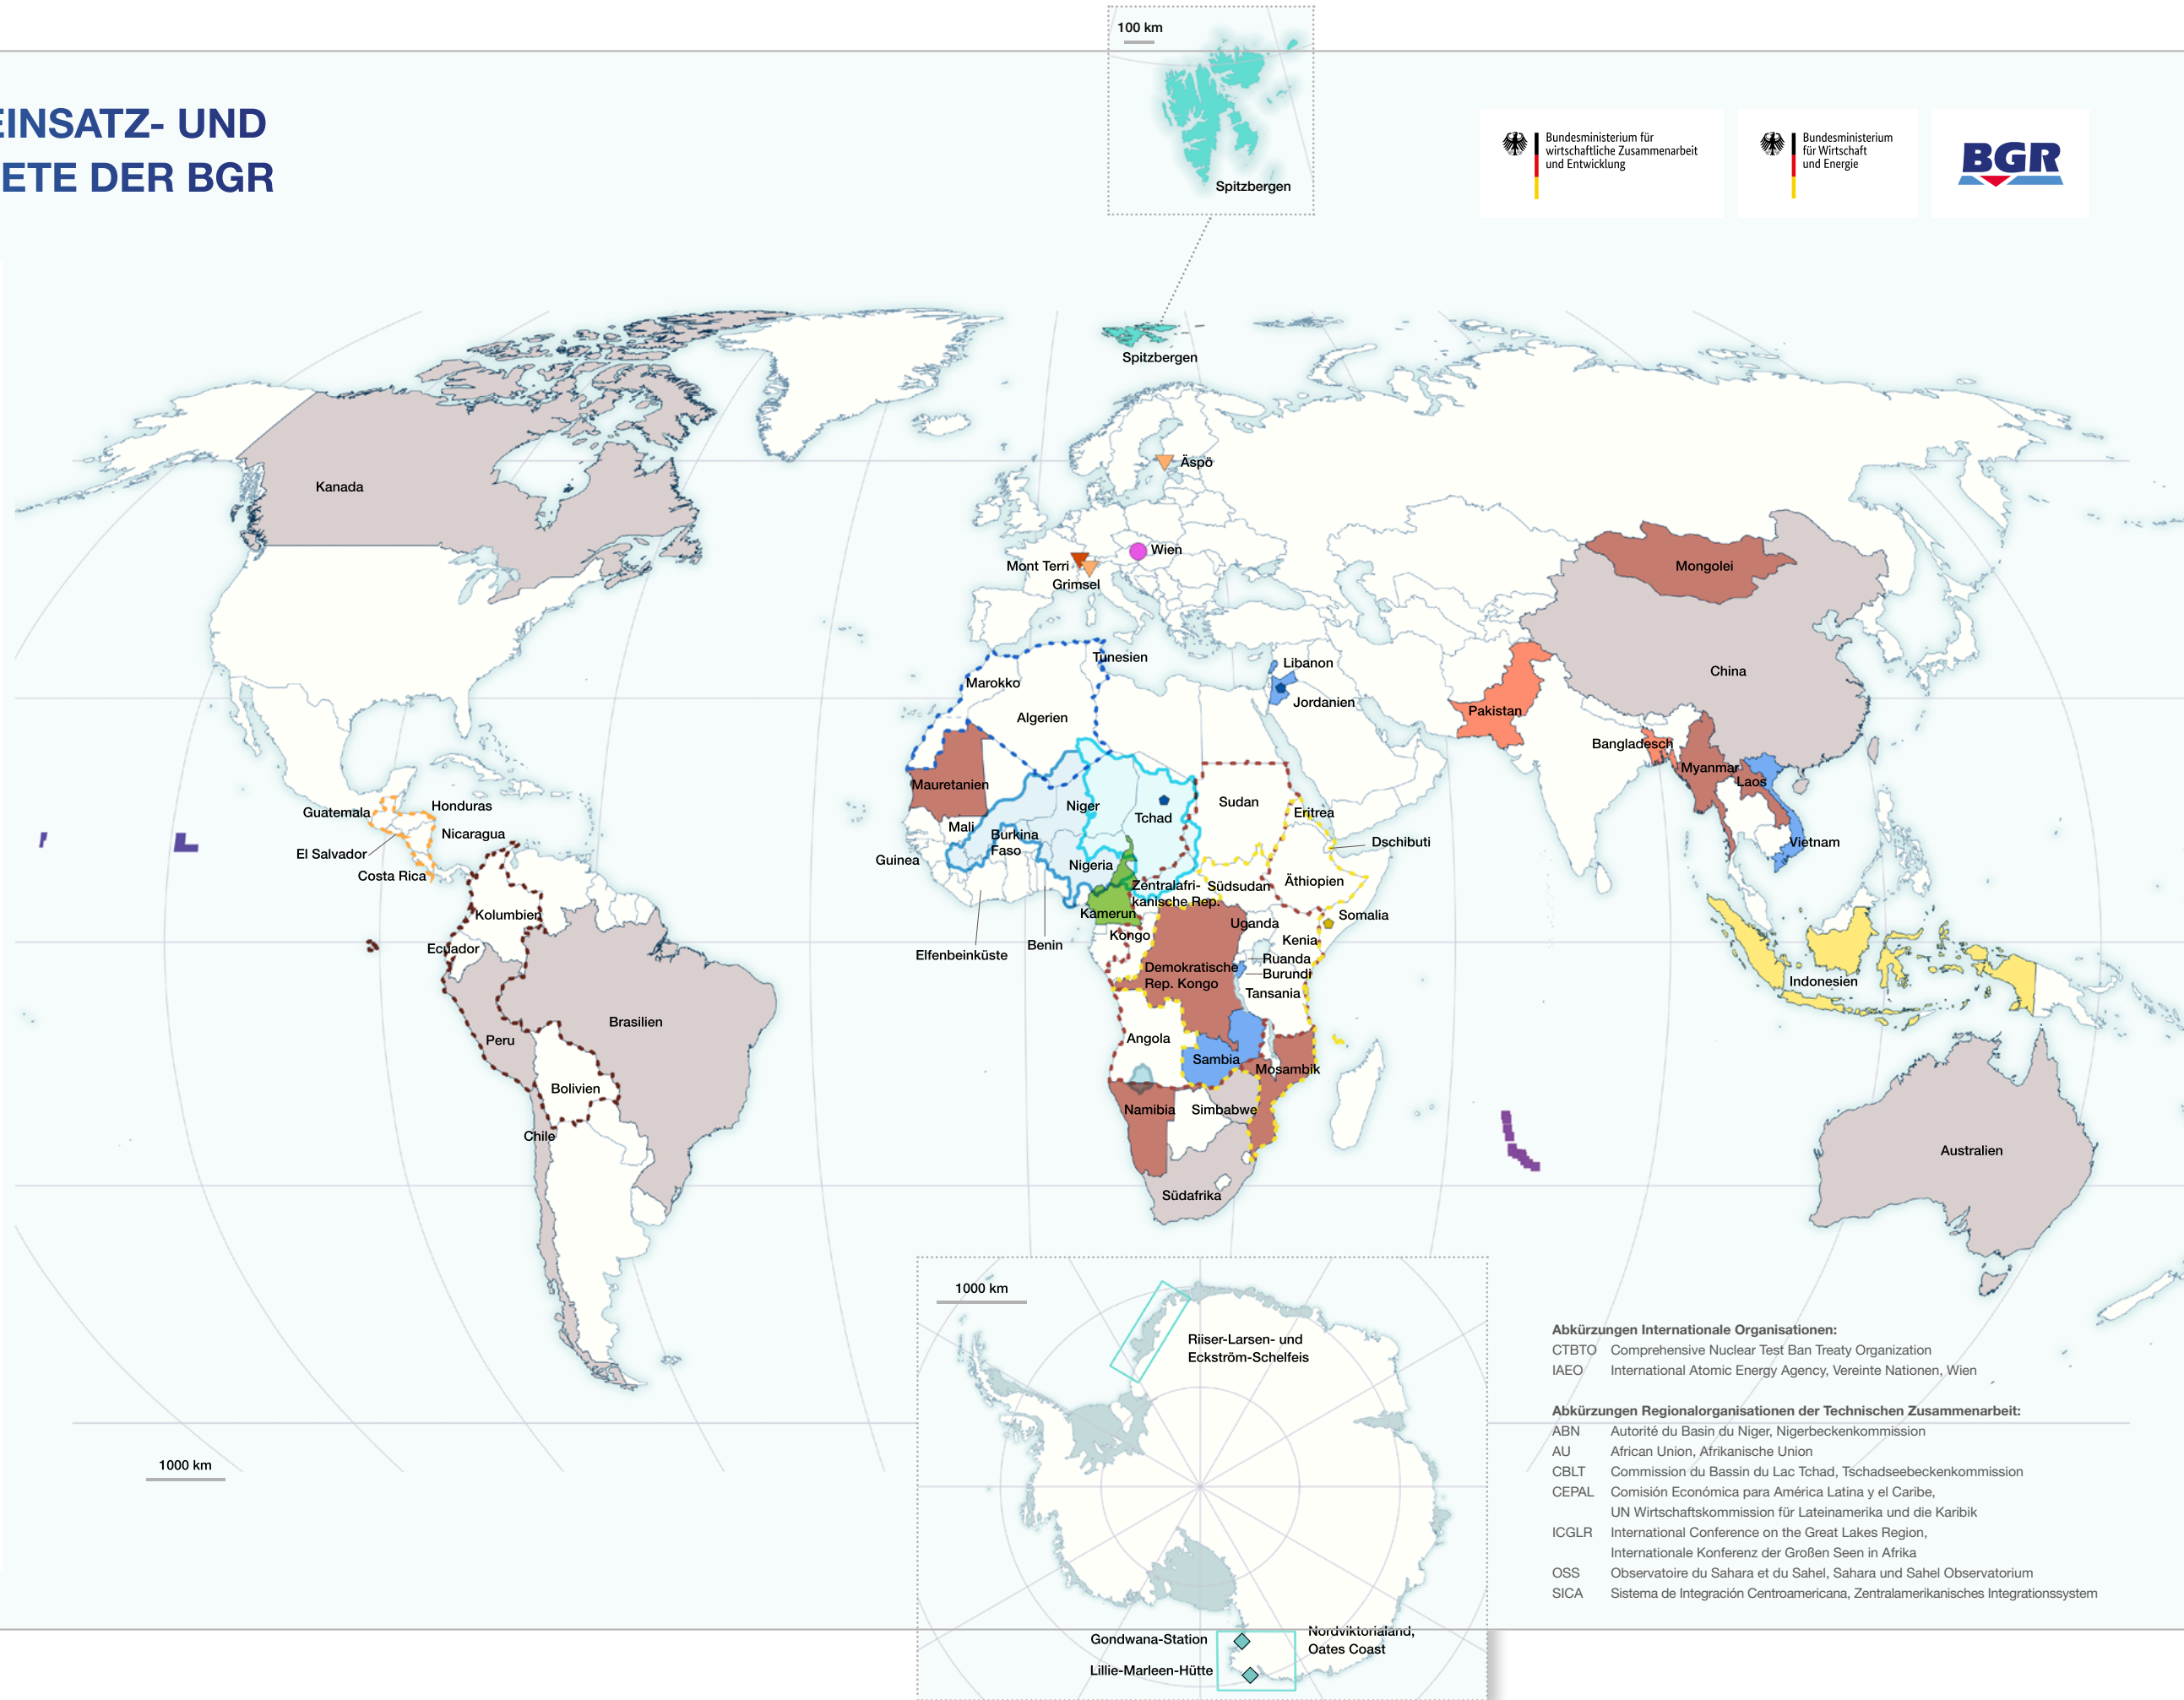 100 km
Spitzbergen
EINSATZ- UND
ETE DER BGR
Bundesministerium für
wirtschaftliche Zusammenarbeit
und Entwicklung
Bundesministerium
für Wirtschaft
und Energie
BGR
Spitzbergen
Kanada
Äspö
Wien
Mont Terri
Grimsel
Mongolei
China
Tunesien
Marokko
Algerien
Libanon
Jordanien
Pakistan
Bangladesch
Myanmar
Laos
Vietnam
Mauretanien
Mali
Niger
Tschad
Sudan
Eritrea
Dschibuti
Burkina
Faso
Guinea
Nigeria
Zentralafri-
kanische Rep.
Südsudan
Äthiopien
Somalia
Kamerun
Kongo
Uganda
Kenia
Elfenbeinküste
Benin
Ruanda
Burundi
Demokratische
Rep. Kongo
Tansania
Angola
Sambia
Mosambik
Namibia
Simbabwe
Südafrika
Guatemala
Honduras
Nicaragua
El Salvador
Costa Rica
Kolumbien
Ecuador
Brasilien
Peru
Bolivien
Chile
Indonesien
Australien
1000 km
1000 km
Riiser-Larsen- und
Eckström-Schelfeis
Gondwana-Station
Lillie-Marleen-Hütte
Nordviktorialand,
Oates Coast
Abkürzungen Internationale Organisationen:
CTBTO Comprehensive Nuclear Test Ban Treaty Organization
IAEO International Atomic Energy Agency, Vereinte Nationen, Wien
Abkürzungen Regionalorganisationen der Technischen Zusammenarbeit:
ABN Autorité du Basin du Niger, Nigerbeckenkommission
AU African Union, Afrikanische Union
CBLT Commission du Bassin du Lac Tchad, Tschadseebeckenkommission
CEPAL Comisión Económica para América Latina y el Caribe,
UN Wirtschaftskommission für Lateinamerika und die Karibik
ICGLR International Conference on the Great Lakes Region,
Internationale Konferenz der Großen Seen in Afrika
OSS Observatoire du Sahara et du Sahel, Sahara und Sahel Observatorium
SICA Sistema de Integración Centroamericana, Zentralamerikanisches Integrationssystem